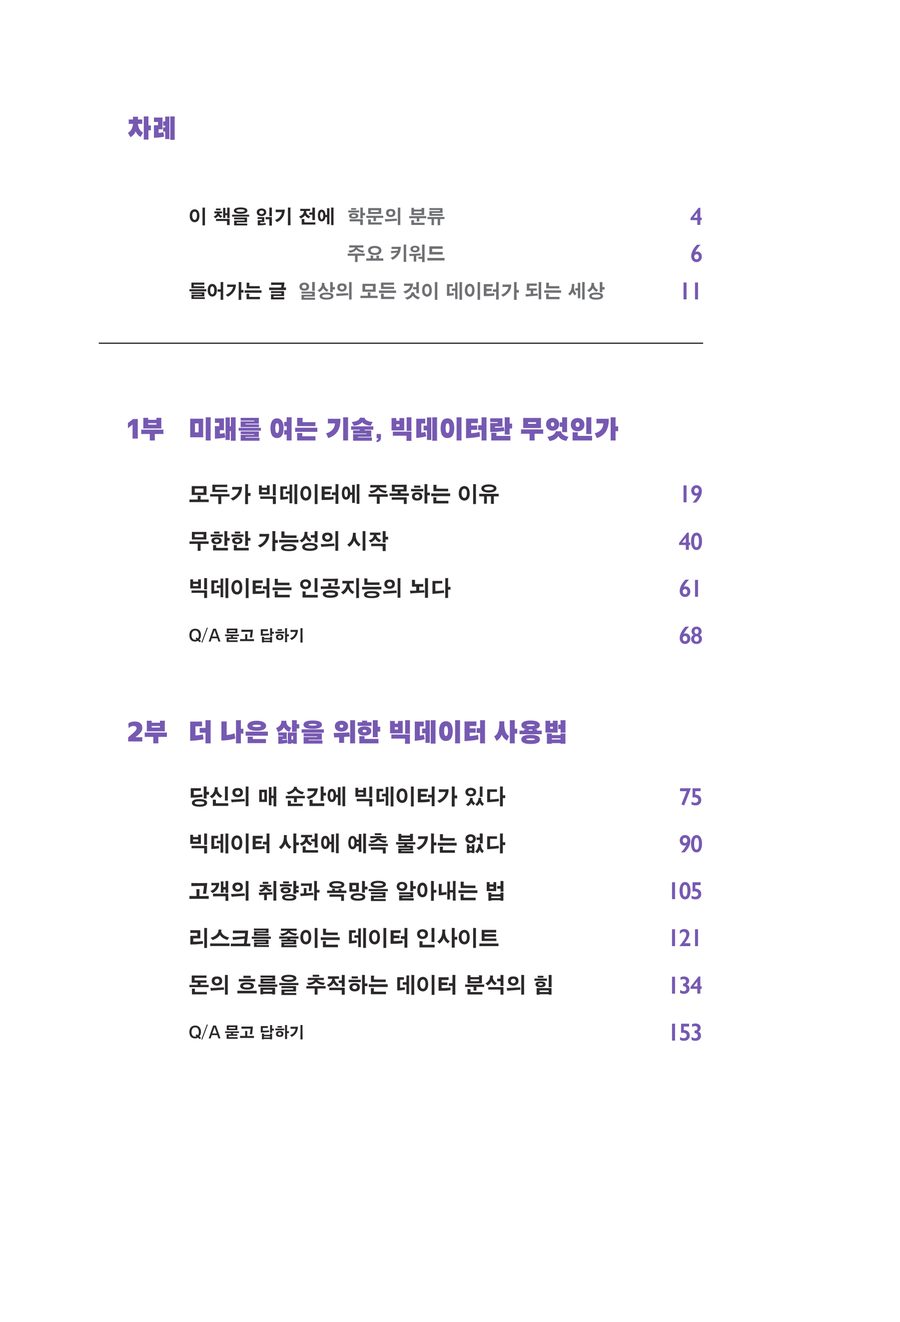 차례
이 책을 읽기 전에 학문의 분류 4
주요 키워드 6
들어가는 글 일상의 모든 것이 데이터가 되는 세상 11
1부 미래를 여는 기술, 빅데이터란 무엇인가
모두가 빅데이터에 주목하는 이유 19
무한한 가능성의 시작 40
빅데이터는 인공지능의 뇌다 61
Q/A 묻고 답하기 68
2부 더 나은 삶을 위한 빅데이터 사용법
당신의 매 순간에 빅데이터가 있다 75
빅데이터 사전에 예측 불가는 없다 90
고객의 취향과 욕망을 알아내는 법 105
리스크를 줄이는 데이터 인사이트 121
돈의 흐름을 추적하는 데이터 분석의 힘 134
Q/A 묻고 답하기 153